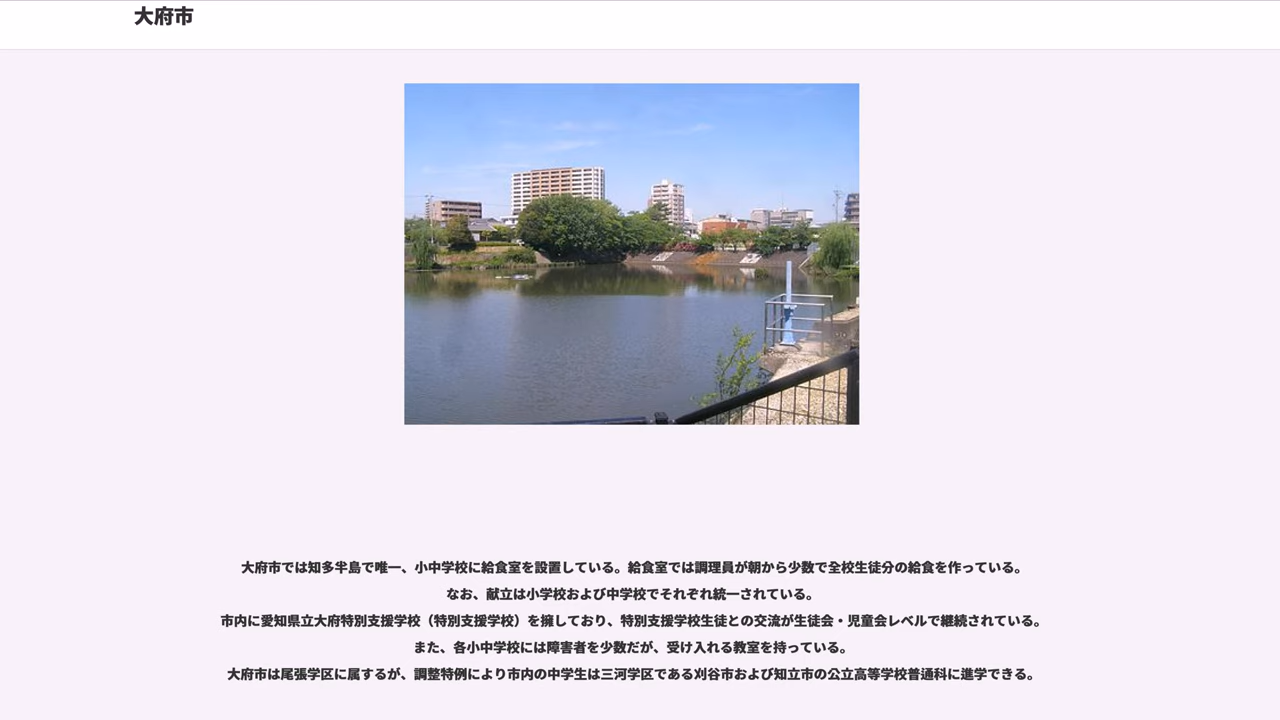 大府市
大府市では知多半島で唯一、小中学校に給食室を設置している。給食室では調理員が朝から少数で全校生徒分の給食を作っている。
なお、献立は小学校および中学校でそれぞれ統一されている。
市内に愛知県立大府特別支援学校（特別支援学校）を擁しており、特別支援学校生徒との交流が生徒会・児童会レベルで継続されている。
また、各小中学校には障害者を少数だが、受け入れる教室を持っている。
大府市は尾張学区に属するが、調整特例により市内の中学生は三河学区である刈谷市および知立市の公立高等学校普通科に進学できる。